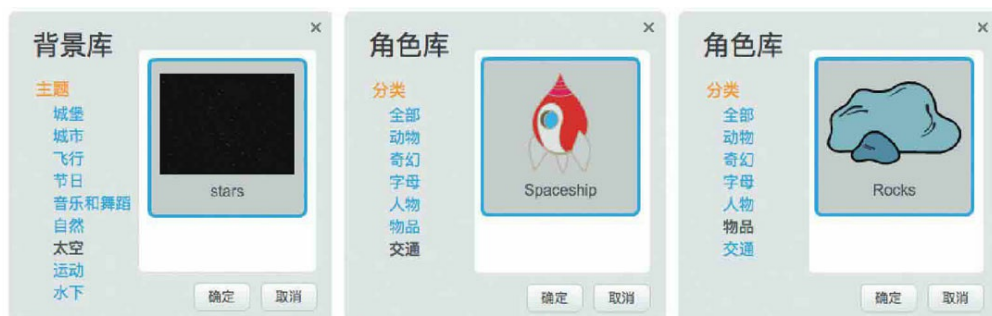 背景库
×
主题
城堡
城市
飞行
节日
音乐和舞蹈
自然
太空
运动
水下
stars
确定
取消
角色库
×
分类
全部
动物
奇幻
字母
人物
物品
交通
Spaceship
确定
取消
角色库
×
分类
全部
动物
奇幻
字母
人物
物品
交通
Rocks
确定
取消